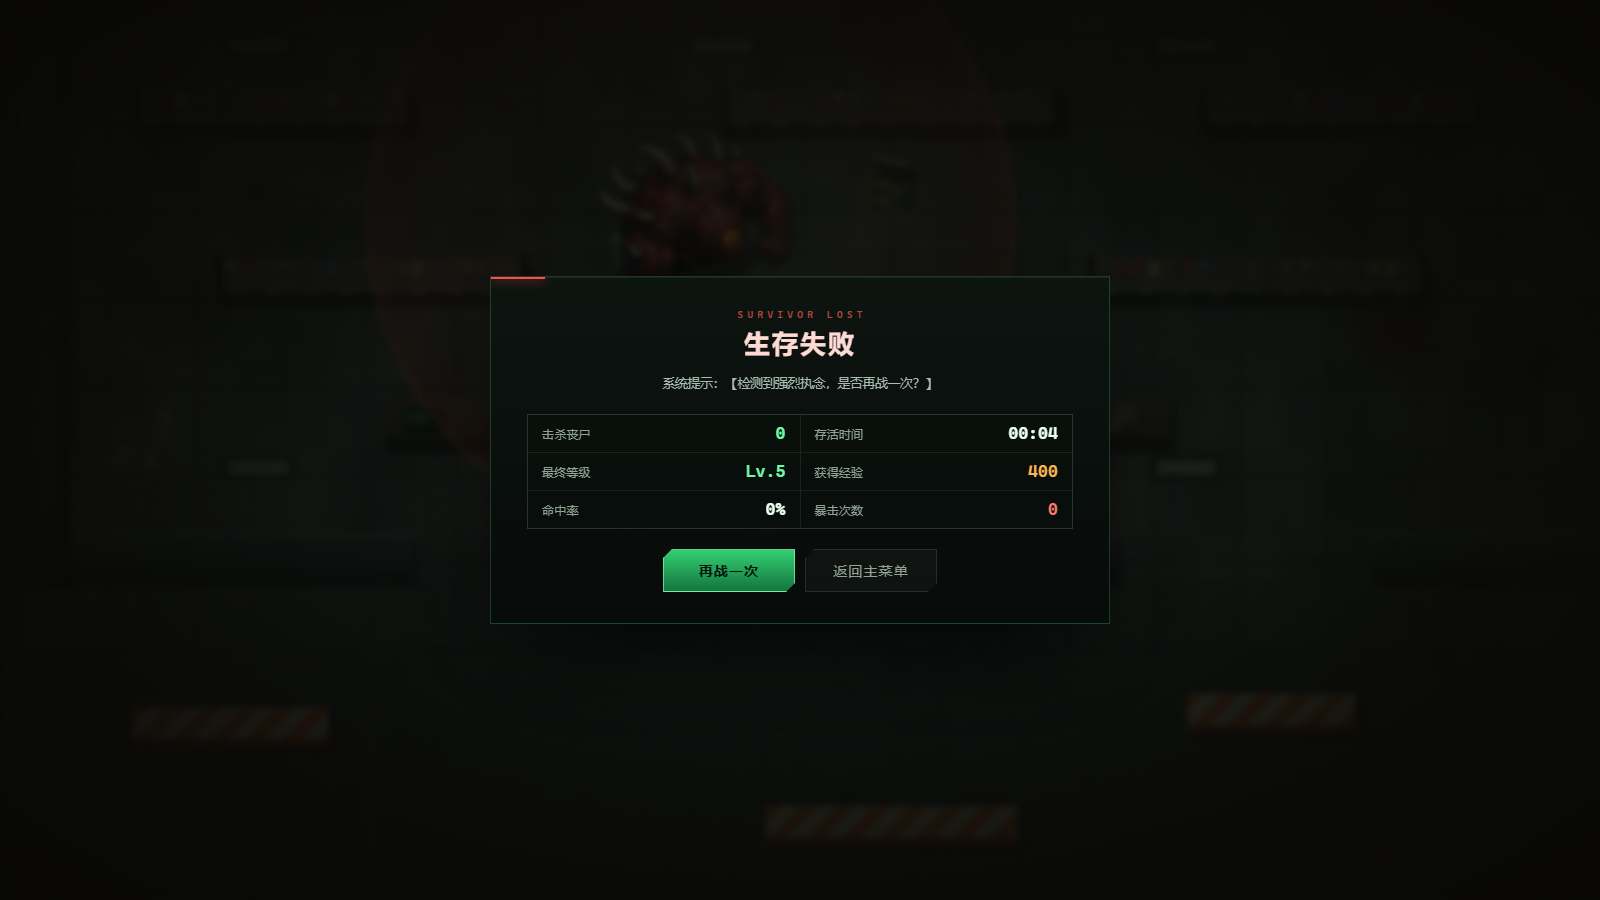 SURVIVOR LOST
生存失败
系统提示：【检测到强烈执念，是否再战一次？】
击杀丧尸 0 存活时间 00:04
最终等级 Lv.5 获得经验 400
命中率 0% 暴击次数 0
再战一次 返回主菜单